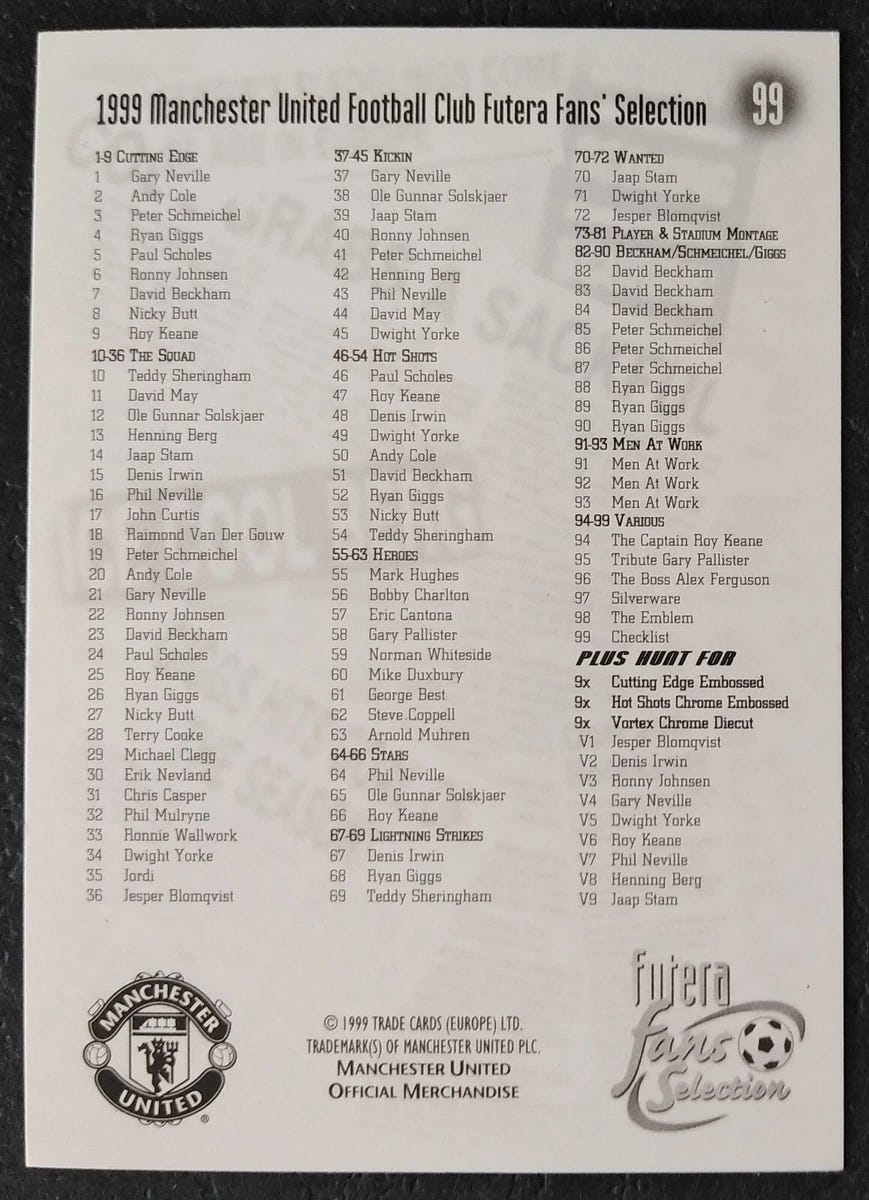 1999 Manchester United Football Club Futera Fans' Selection
99
1-9 Cutting Edge
1 Gary Neville
2 Andy Cole
3 Peter Schmeichel
4 Ryan Giggs
5 Paul Scholes
6 Ronny Johnsen
7 David Beckham
8 Nicky Butt
9 Roy Keane
10-36 The Squad
10 Teddy Sheringham
11 David May
12 Ole Gunnar Solskjaer
13 Henning Berg
14 Jaap Stam
15 Denis Irwin
16 Phil Neville
17 John Curtis
18 Raimond Van Der Gouw
19 Peter Schmeichel
20 Andy Cole
21 Gary Neville
22 Ronny Johnsen
23 David Beckham
24 Paul Scholes
25 Roy Keane
26 Ryan Giggs
27 Nicky Butt
28 Terry Cooke
29 Michael Clegg
30 Erik Nevland
31 Chris Casper
32 Phil Mulryne
33 Ronnie Wallwork
34 Dwight Yorke
35 Jordi
36 Jesper Blomqvist
37-45 Kickin
37 Gary Neville
38 Ole Gunnar Solskjaer
39 Jaap Stam
40 Ronny Johnsen
41 Peter Schmeichel
42 Henning Berg
43 Phil Neville
44 David May
45 Dwight Yorke
46-54 Hot Shots
46 Paul Scholes
47 Roy Keane
48 Denis Irwin
49 Dwight Yorke
50 Andy Cole
51 David Beckham
52 Ryan Giggs
53 Nicky Butt
54 Teddy Sheringham
55-63 Heroes
55 Mark Hughes
56 Bobby Charlton
57 Eric Cantona
58 Gary Pallister
59 Norman Whiteside
60 Mike Duxbury
61 George Best
62 Steve Coppell
63 Arnold Muhren
64-66 Stars
64 Phil Neville
65 Ole Gunnar Solskjaer
66 Roy Keane
67-69 Lightning Strikes
67 Denis Irwin
68 Ryan Giggs
69 Teddy Sheringham
70-72 Wanted
70 Jaap Stam
71 Dwight Yorke
72 Jesper Blomqvist
73-81 Player & Stadium Montage
82-90 Beckham/Schmeichel/Giggs
82 David Beckham
83 David Beckham
84 David Beckham
85 Peter Schmeichel
86 Peter Schmeichel
87 Peter Schmeichel
88 Ryan Giggs
89 Ryan Giggs
90 Ryan Giggs
91-93 Men At Work
91 Men At Work
92 Men At Work
93 Men At Work
94-99 Various
94 The Captain Roy Keane
95 Tribute Gary Pallister
96 The Boss Alex Ferguson
97 Silverware
98 The Emblem
99 Checklist
PLUS HUNT FOR
9x Cutting Edge Embossed
9x Hot Shots Chrome Embossed
9x Vortex Chrome Diecut
V1 Jesper Blomqvist
V2 Denis Irwin
V3 Ronny Johnsen
V4 Gary Neville
V5 Dwight Yorke
V6 Roy Keane
V7 Phil Neville
V8 Henning Berg
V9 Jaap Stam
MANCHESTER
UNITED
®
© 1999 TRADE CARDS (EUROPE) LTD.
TRADEMARK(S) OF MANCHESTER UNITED PLC.
Manchester United
Official Merchandise
futera
fans
Selection